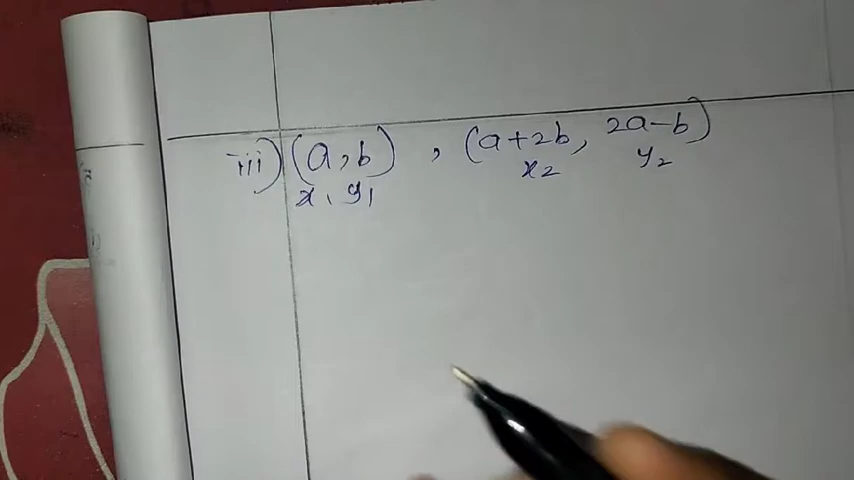 iii) (a, b) , (a+2b, 2a-b)
x₁ y₁ x₂ y₂